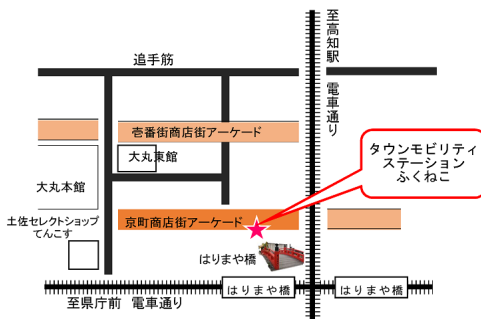 至高知駅
電車通り
追手筋
壱番街商店街アーケード
大丸東館
タウンモビリティ
ステーション
ふくねこ
大丸本館
京町商店街アーケード
土佐セレクトショップ
てんこす
はりまや橋
はりまや橋
はりまや橋
至県庁前 電車通り